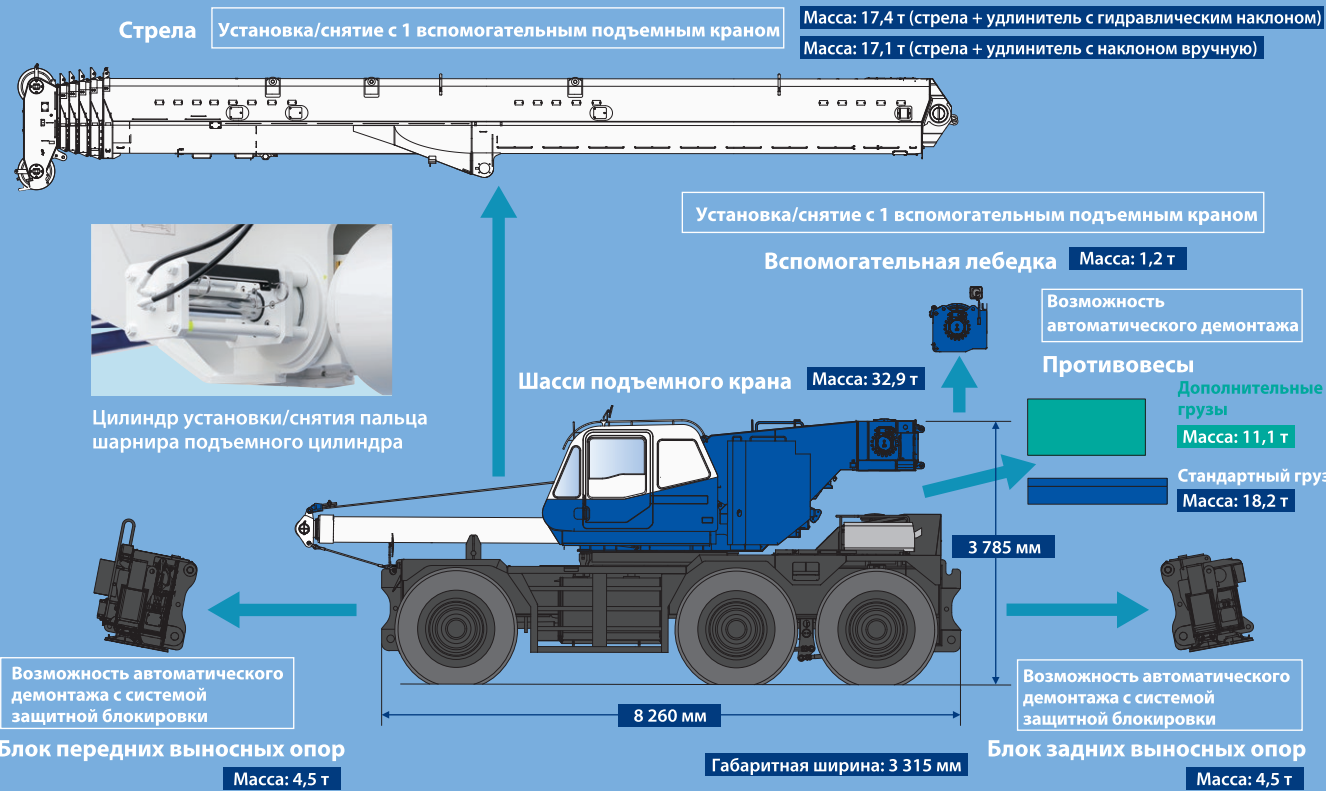 Стрела
Установка/снятие с 1 вспомогательным подъемным краном
Масса: 17,4 т (стрела + удлинитель с гидравлическим наклоном)
Масса: 17,1 т (стрела + удлинитель с наклоном вручную)
Установка/снятие с 1 вспомогательным подъемным краном
Вспомогательная лебедка
Масса: 1,2 т
Возможность
автоматического демонтажа
Противовесы
Дополнительные
грузы
Масса: 11,1 т
Стандартный груз
Масса: 18,2 т
Шасси подъемного крана
Масса: 32,9 т
Цилиндр установки/снятия пальца
шарнира подъемного цилиндра
3 785 мм
Возможность автоматического
демонтажа с системой
защитной блокировки
Блок передних выносных опор
Масса: 4,5 т
8 260 мм
Габаритная ширина: 3 315 мм
Возможность автоматического
демонтажа с системой
защитной блокировки
Блок задних выносных опор
Масса: 4,5 т